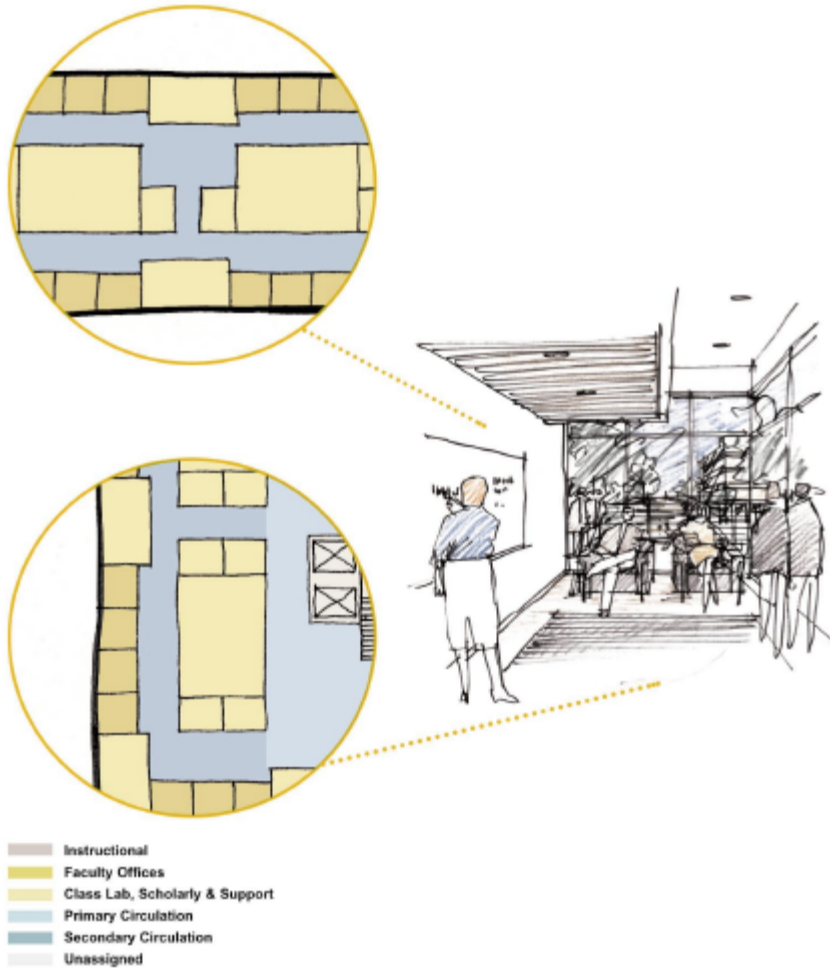 Instructional
Faculty Offices
Class Lab, Scholarly & Support
Primary Circulation
Secondary Circulation
Unassigned